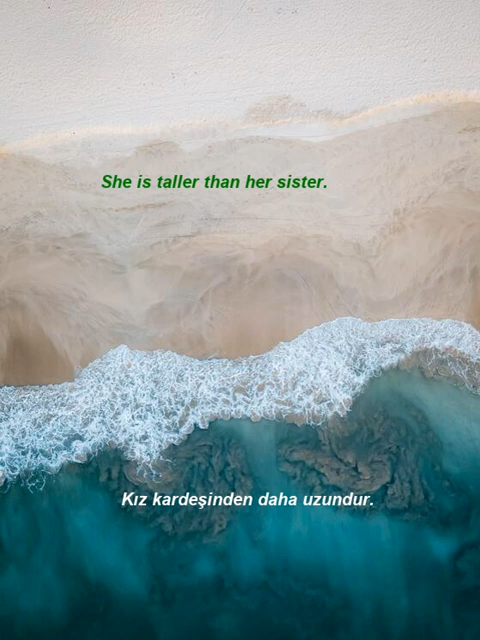 She is taller than her sister.
Kız kardeşinden daha uzundur.